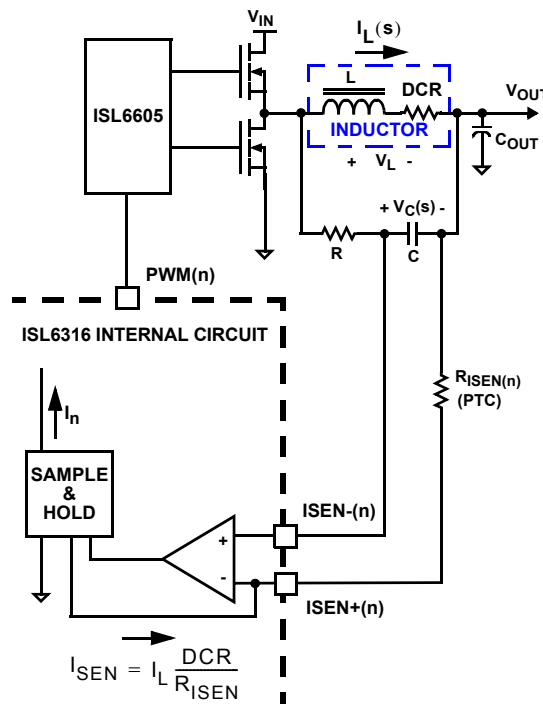 V_IN
I_L(s)
L
DCR
V_OUT
ISL6605
INDUCTOR
C_OUT
+ V_L -
+ V_C(s) -
R
C
PWM(n)
ISL6316 INTERNAL CIRCUIT
R_ISEN(n)
(PTC)
I_n
SAMPLE
&
HOLD
ISEN-(n)
+
-
ISEN+(n)
I_SEN = I_L DCR / R_ISEN